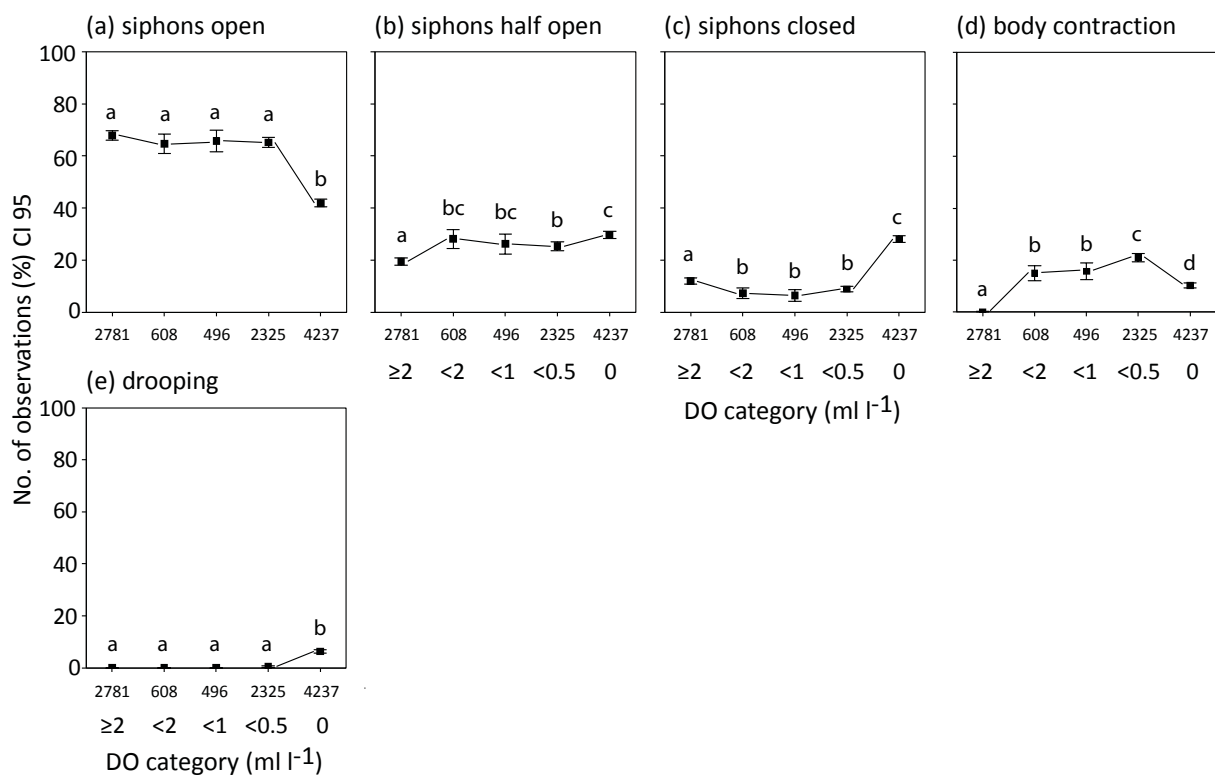 (a) siphons open
(b) siphons half open
(c) siphons closed
(d) body contraction
No. of observations (%) CI 95
100
80
60
40
20
0
a a a a b
a bc bc b c
a b b b c
a b b c d
2781 608 496 2325 4237
2781 608 496 2325 4237
2781 608 496 2325 4237
2781 608 496 2325 4237
≥2 <2 <1 <0.5 0
≥2 <2 <1 <0.5 0
≥2 <2 <1 <0.5 0
DO category (ml l-1)
(e) drooping
100
80
60
40
20
0
a a a a b
2781 608 496 2325 4237
≥2 <2 <1 <0.5 0
DO category (ml l-1)